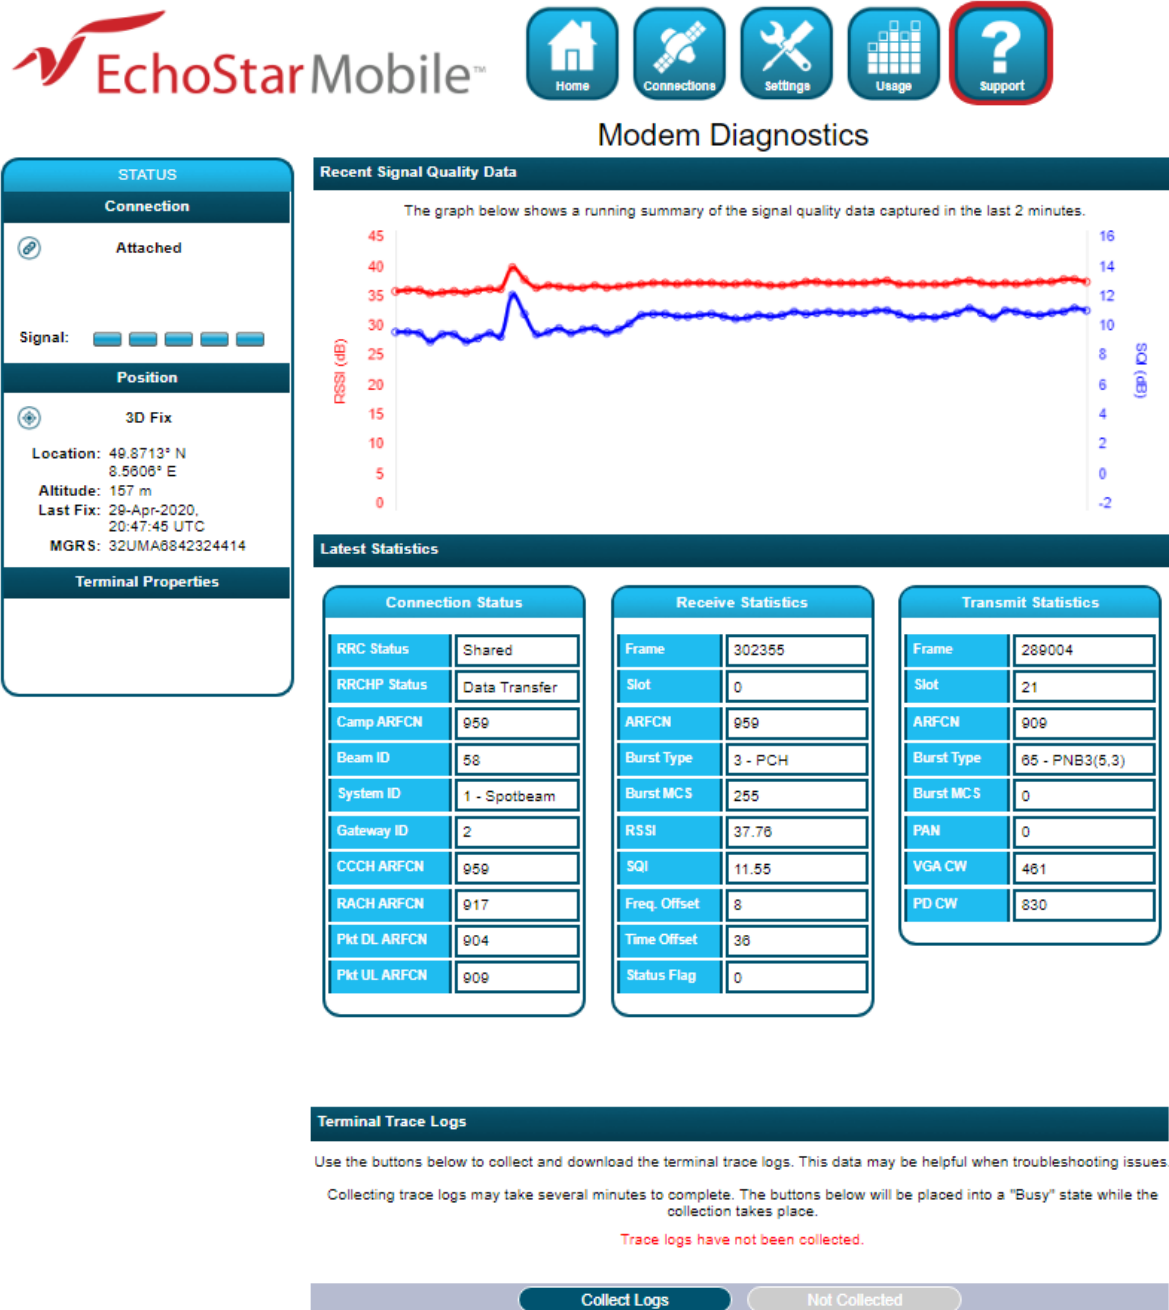 EchoStar Mobile™
Home
Connections
Settings
Usage
Support
Modem Diagnostics
STATUS
Connection
Attached
Signal:
Position
3D Fix
Location: 49.8713° N
8.5606° E
Altitude: 157 m
Last Fix: 29-Apr-2020,
20:47:45 UTC
MGRS: 32UMA6842324414
Terminal Properties
Recent Signal Quality Data
The graph below shows a running summary of the signal quality data captured in the last 2 minutes.
45
40
35
30
25
20
15
10
5
0
RSSI (dB)
16
14
12
10
8
6
4
2
0
-2
SQI (dB)
Latest Statistics
Connection Status
RRC Status Shared
RRCHP Status Data Transfer
Camp ARFCN 959
Beam ID 58
System ID 1 - Spotbeam
Gateway ID 2
CCCH ARFCN 959
RACH ARFCN 917
Pkt DL ARFCN 904
Pkt UL ARFCN 909
Receive Statistics
Frame 302355
Slot 0
ARFCN 959
Burst Type 3 - PCH
Burst MCS 255
RSSI 37.76
SQI 11.55
Freq. Offset 8
Time Offset 36
Status Flag 0
Transmit Statistics
Frame 289004
Slot 21
ARFCN 909
Burst Type 65 - PNB3(5,3)
Burst MCS 0
PAN 0
VGA CW 461
PD CW 830
Terminal Trace Logs
Use the buttons below to collect and download the terminal trace logs. This data may be helpful when troubleshooting issues.
Collecting trace logs may take several minutes to complete. The buttons below will be placed into a "Busy" state while the
collection takes place.
Trace logs have not been collected.
Collect Logs
Not Collected